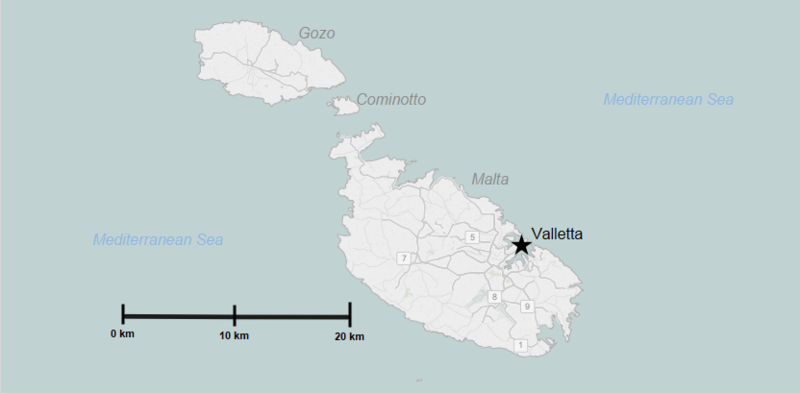 Gozo
Cominotto
Mediterranean Sea
Malta
Valletta
5
Mediterranean Sea
7
8
9
0 km
10 km
20 km
1